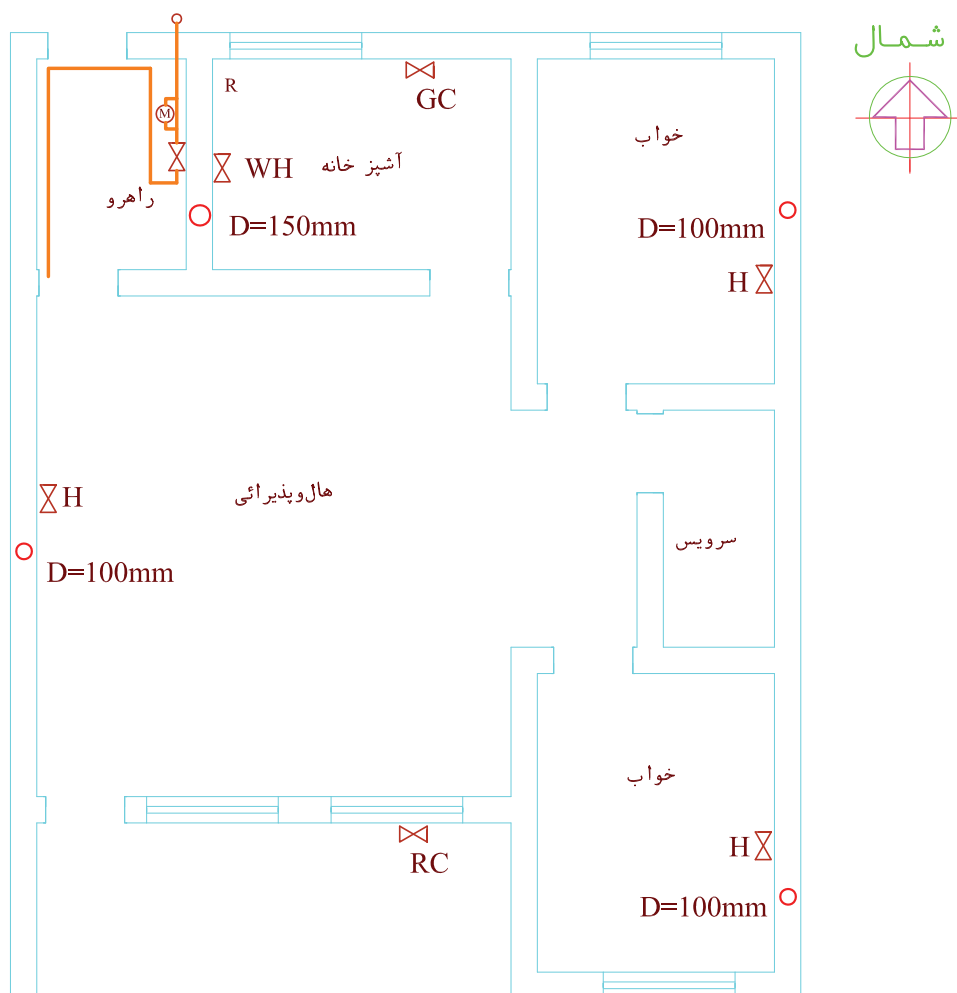 شمال
R
GC
M
خواب
WH
آشپز خانه
راهرو
D=150mm
D=100mm
H
H
هال‌وپذیرائی
سرویس
D=100mm
خواب
RC
H
D=100mm